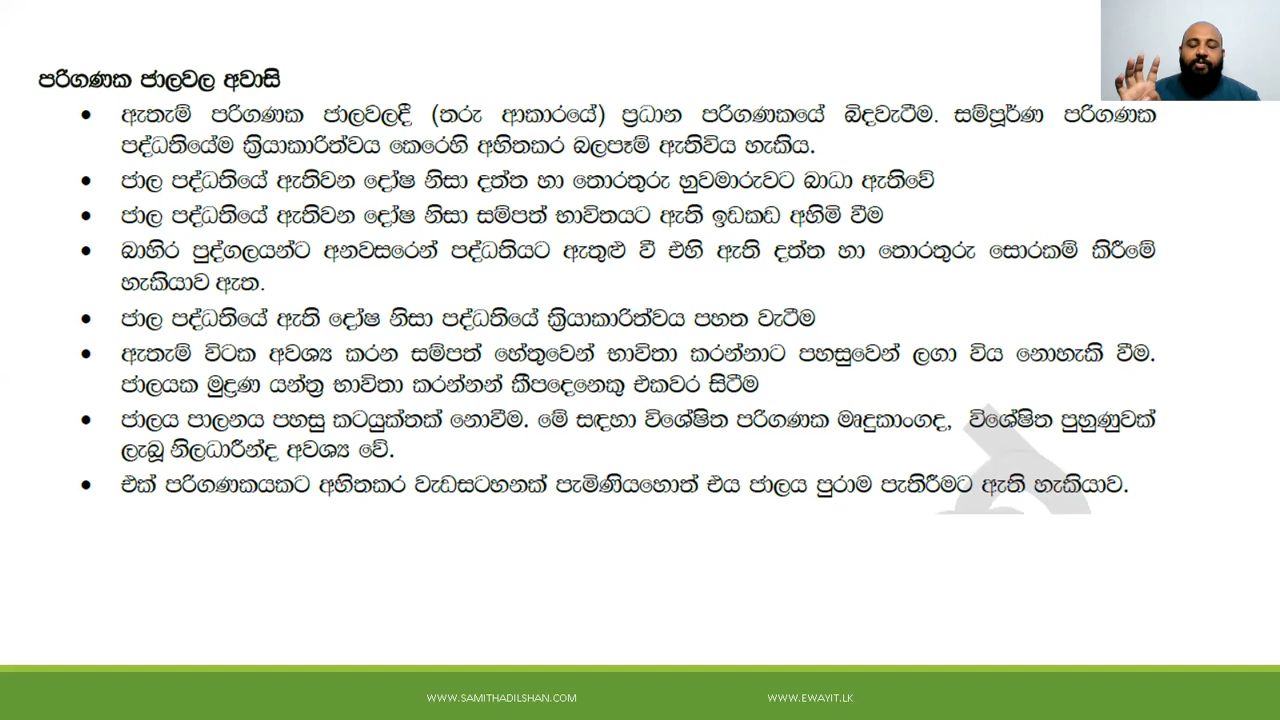 පරිගණක ජාලවල අවාසි
• ඇතැම් පරිගණක ජාලවලදී (තරු ආකාරයේ) ප්‍රධාන පරිගණකයේ බිඳවැටීම. සම්පූර්ණ පරිගණක
පද්ධතියේම ක්‍රියාකාරිත්වය කෙරෙහි අහිතකර බලපෑම් ඇතිවිය හැකිය.
• ජාල පද්ධතියේ ඇතිවන දෝෂ නිසා දත්ත හා තොරතුරු හුවමාරුවට බාධා ඇතිවේ
• ජාල පද්ධතියේ ඇතිවන දෝෂ නිසා සම්පත් භාවිතයට ඇති ඉඩකඩ අහිමි වීම
• බාහිර පුද්ගලයන්ට අනවසරෙන් පද්ධතියට ඇතුළු වී එහි ඇති දත්ත හා තොරතුරු සොරකම් කිරීමේ
හැකියාව ඇත.
• ජාල පද්ධතියේ ඇති දෝෂ නිසා පද්ධතියේ ක්‍රියාකාරිත්වය පහත වැටීම
• ඇතැම් විටක අවශ්‍ය කරන සම්පත් හේතුවෙන් භාවිතා කරන්නාට පහසුවෙන් ලගා විය නොහැකි වීම.
ජාලයක මුද්‍රණ යන්ත්‍ර භාවිතා කරන්නන් කීපදෙනෙකු එකවර සිටීම
• ජාලය පාලනය පහසු කටයුක්තක් නොවීම. මේ සඳහා විශේෂිත පරිගණක මෘදුකාංගද, විශේෂිත පුහුණුවක්
ලැබූ නිලධාරීන්ද අවශ්‍ය වේ.
• එක් පරිගණකයකට අහිතකර වැඩසටහනක් පැමිණියහොත් එය ජාලය පුරාම පැතිරීමට ඇති හැකියාව.
WWW.SAMITHADILSHAN.COM WWW.EWAYIT.LK